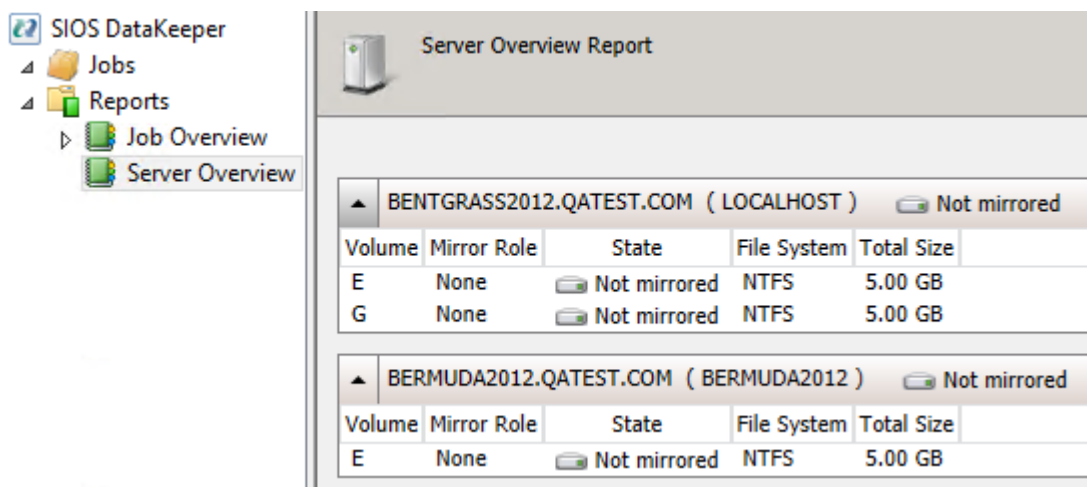 SIOS DataKeeper
Jobs
Reports
Job Overview
Server Overview
Server Overview Report
BENTGRASS2012.QATEST.COM ( LOCALHOST ) Not mirrored
Volume Mirror Role State File System Total Size
E None Not mirrored NTFS 5.00 GB
G None Not mirrored NTFS 5.00 GB
BERMUDA2012.QATEST.COM ( BERMUDA2012 ) Not mirrored
Volume Mirror Role State File System Total Size
E None Not mirrored NTFS 5.00 GB